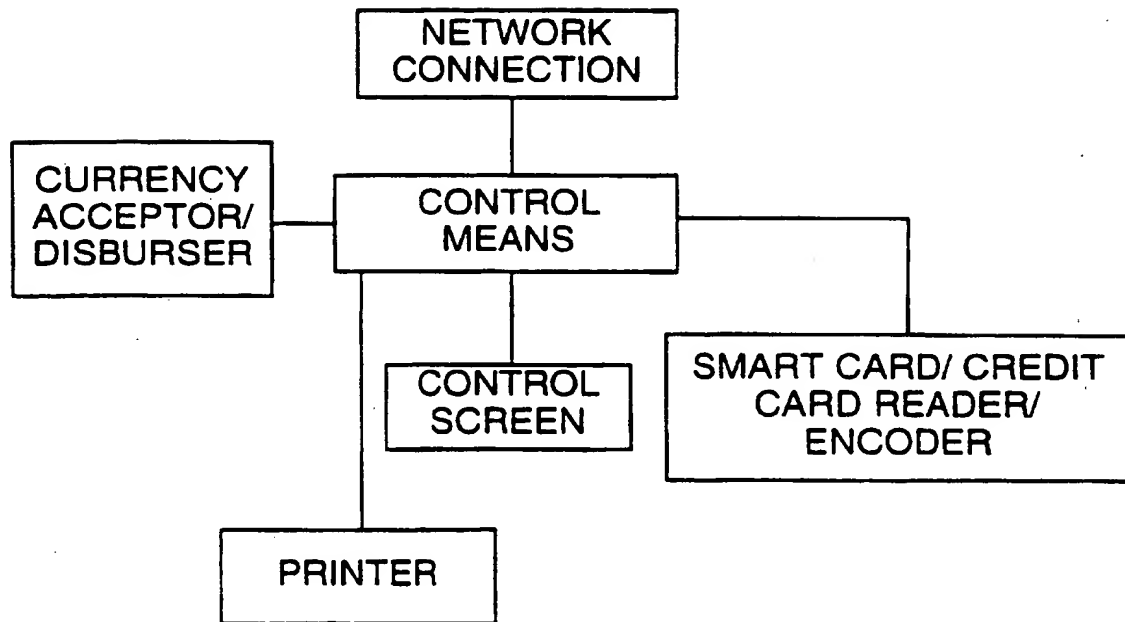 NETWORK
CONNECTION
CURRENCY
ACCEPTOR/
DISBURSER
CONTROL
MEANS
CONTROL
SCREEN
SMART CARD/ CREDIT
CARD READER/
ENCODER
PRINTER